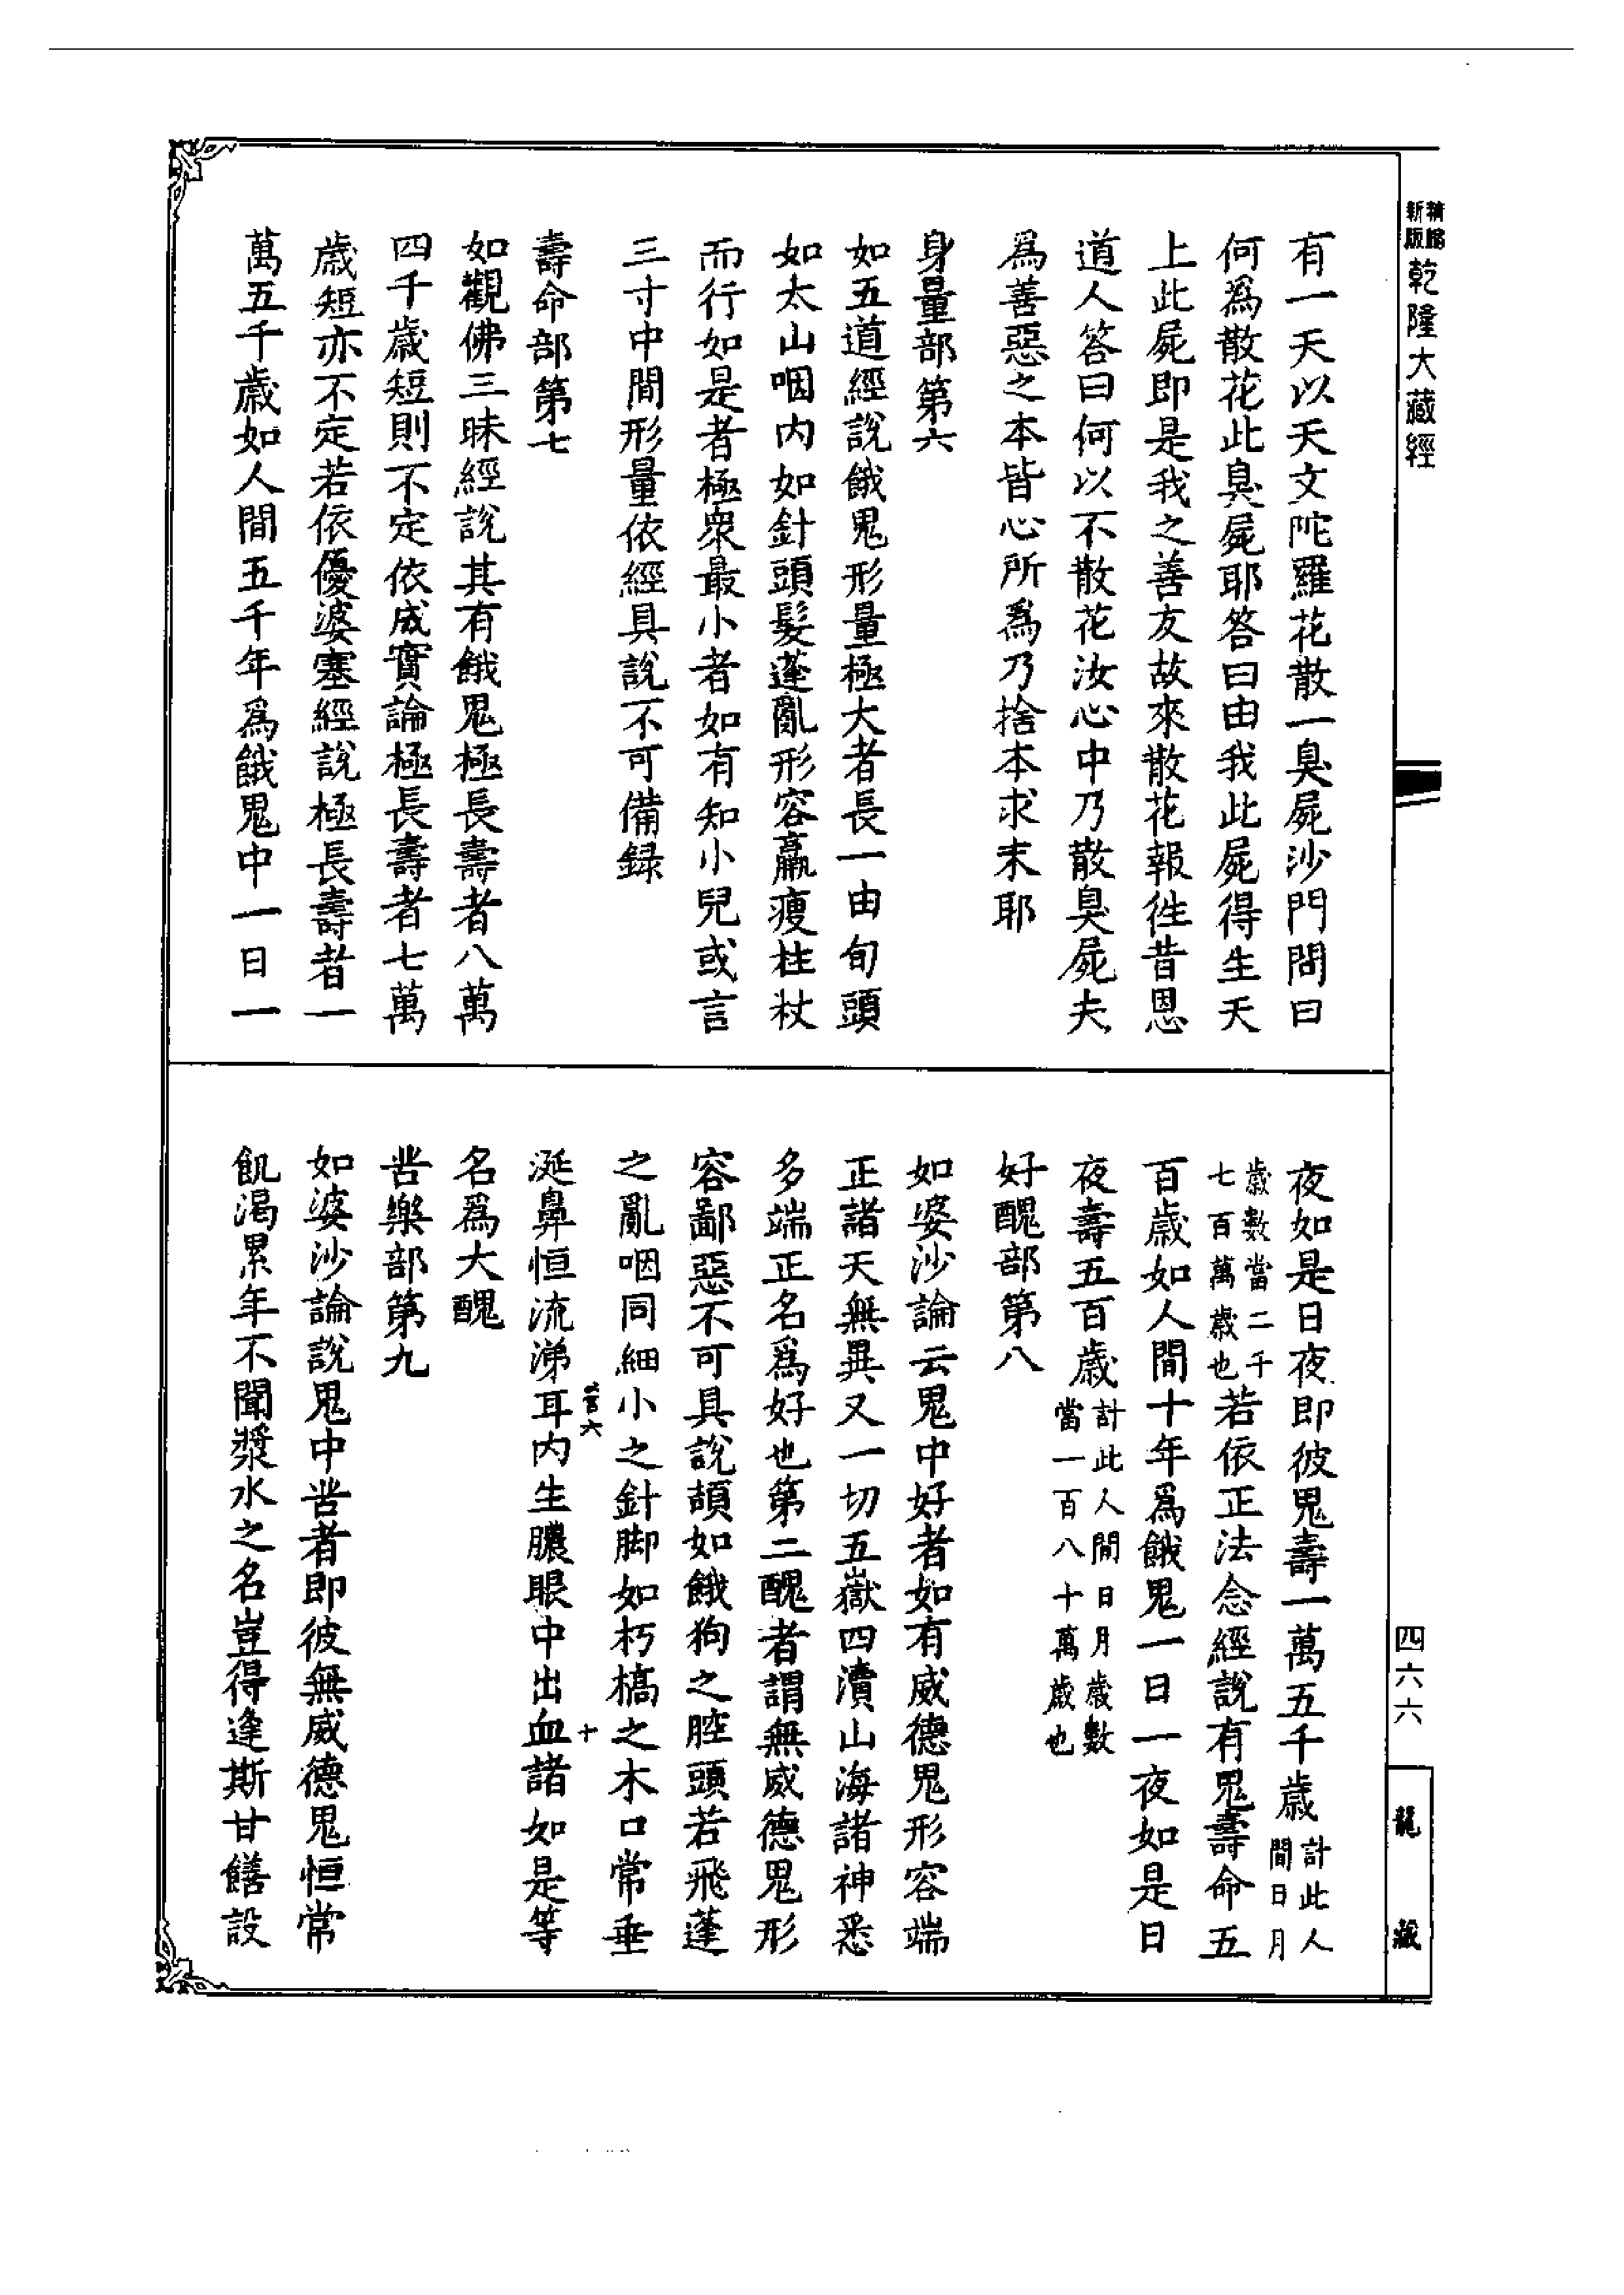 新版
精縮
乾隆大藏經
有一天以天文陀羅花散一臭屍沙門問曰
何爲散花此臭屍耶答曰由我此屍得生天
上此屍即是我之善友故來散花報徃昔恩
道人答曰何以不散花汝心中乃散臭屍夫
爲善惡之本皆心所爲乃捨本求末耶
身量部第六
如五道經說餓鬼形量極大者長一由旬頭
如太山咽内如針頭髮蓬亂形容羸瘦柱杖
而行如是者極衆最小者如有知小兒或言
三寸中間形量依經具說不可備録
壽命部第七
如觀佛三昧經說其有餓鬼極長壽者八萬
四千歲短則不定依成實論極長壽者七萬
歲短亦不定若依優婆塞經說極長壽者一
萬五千歲如人間五千年爲餓鬼中一日一
夜如是日夜即彼鬼壽一萬五千歲計此人間日月
歲數當二千七百萬歲也若依正法念經說有鬼壽命五
百歲如人間十年爲餓鬼一日一夜如是日
夜壽五百歲計此人間日月歲數當一百八十萬歲也
好醜部第八
如婆沙論云鬼中好者如有威德鬼形容端
正諸天無異又一切五嶽四瀆山海諸神悉
多端正名爲好也第二醜者謂無威德鬼形
容鄙惡不可具說頡如餓狗之腔頭若飛蓬
之亂咽同細小之針脚如朽槁之木口常垂
涎鼻恒流涕耳内生膿眼中出血諸如是等
名爲大醜
苦樂部第九
如婆沙論說鬼中苦者即彼無威德鬼恒常
飢渴累年不聞漿水之名豈得逢斯甘饍設
四六六
龍藏